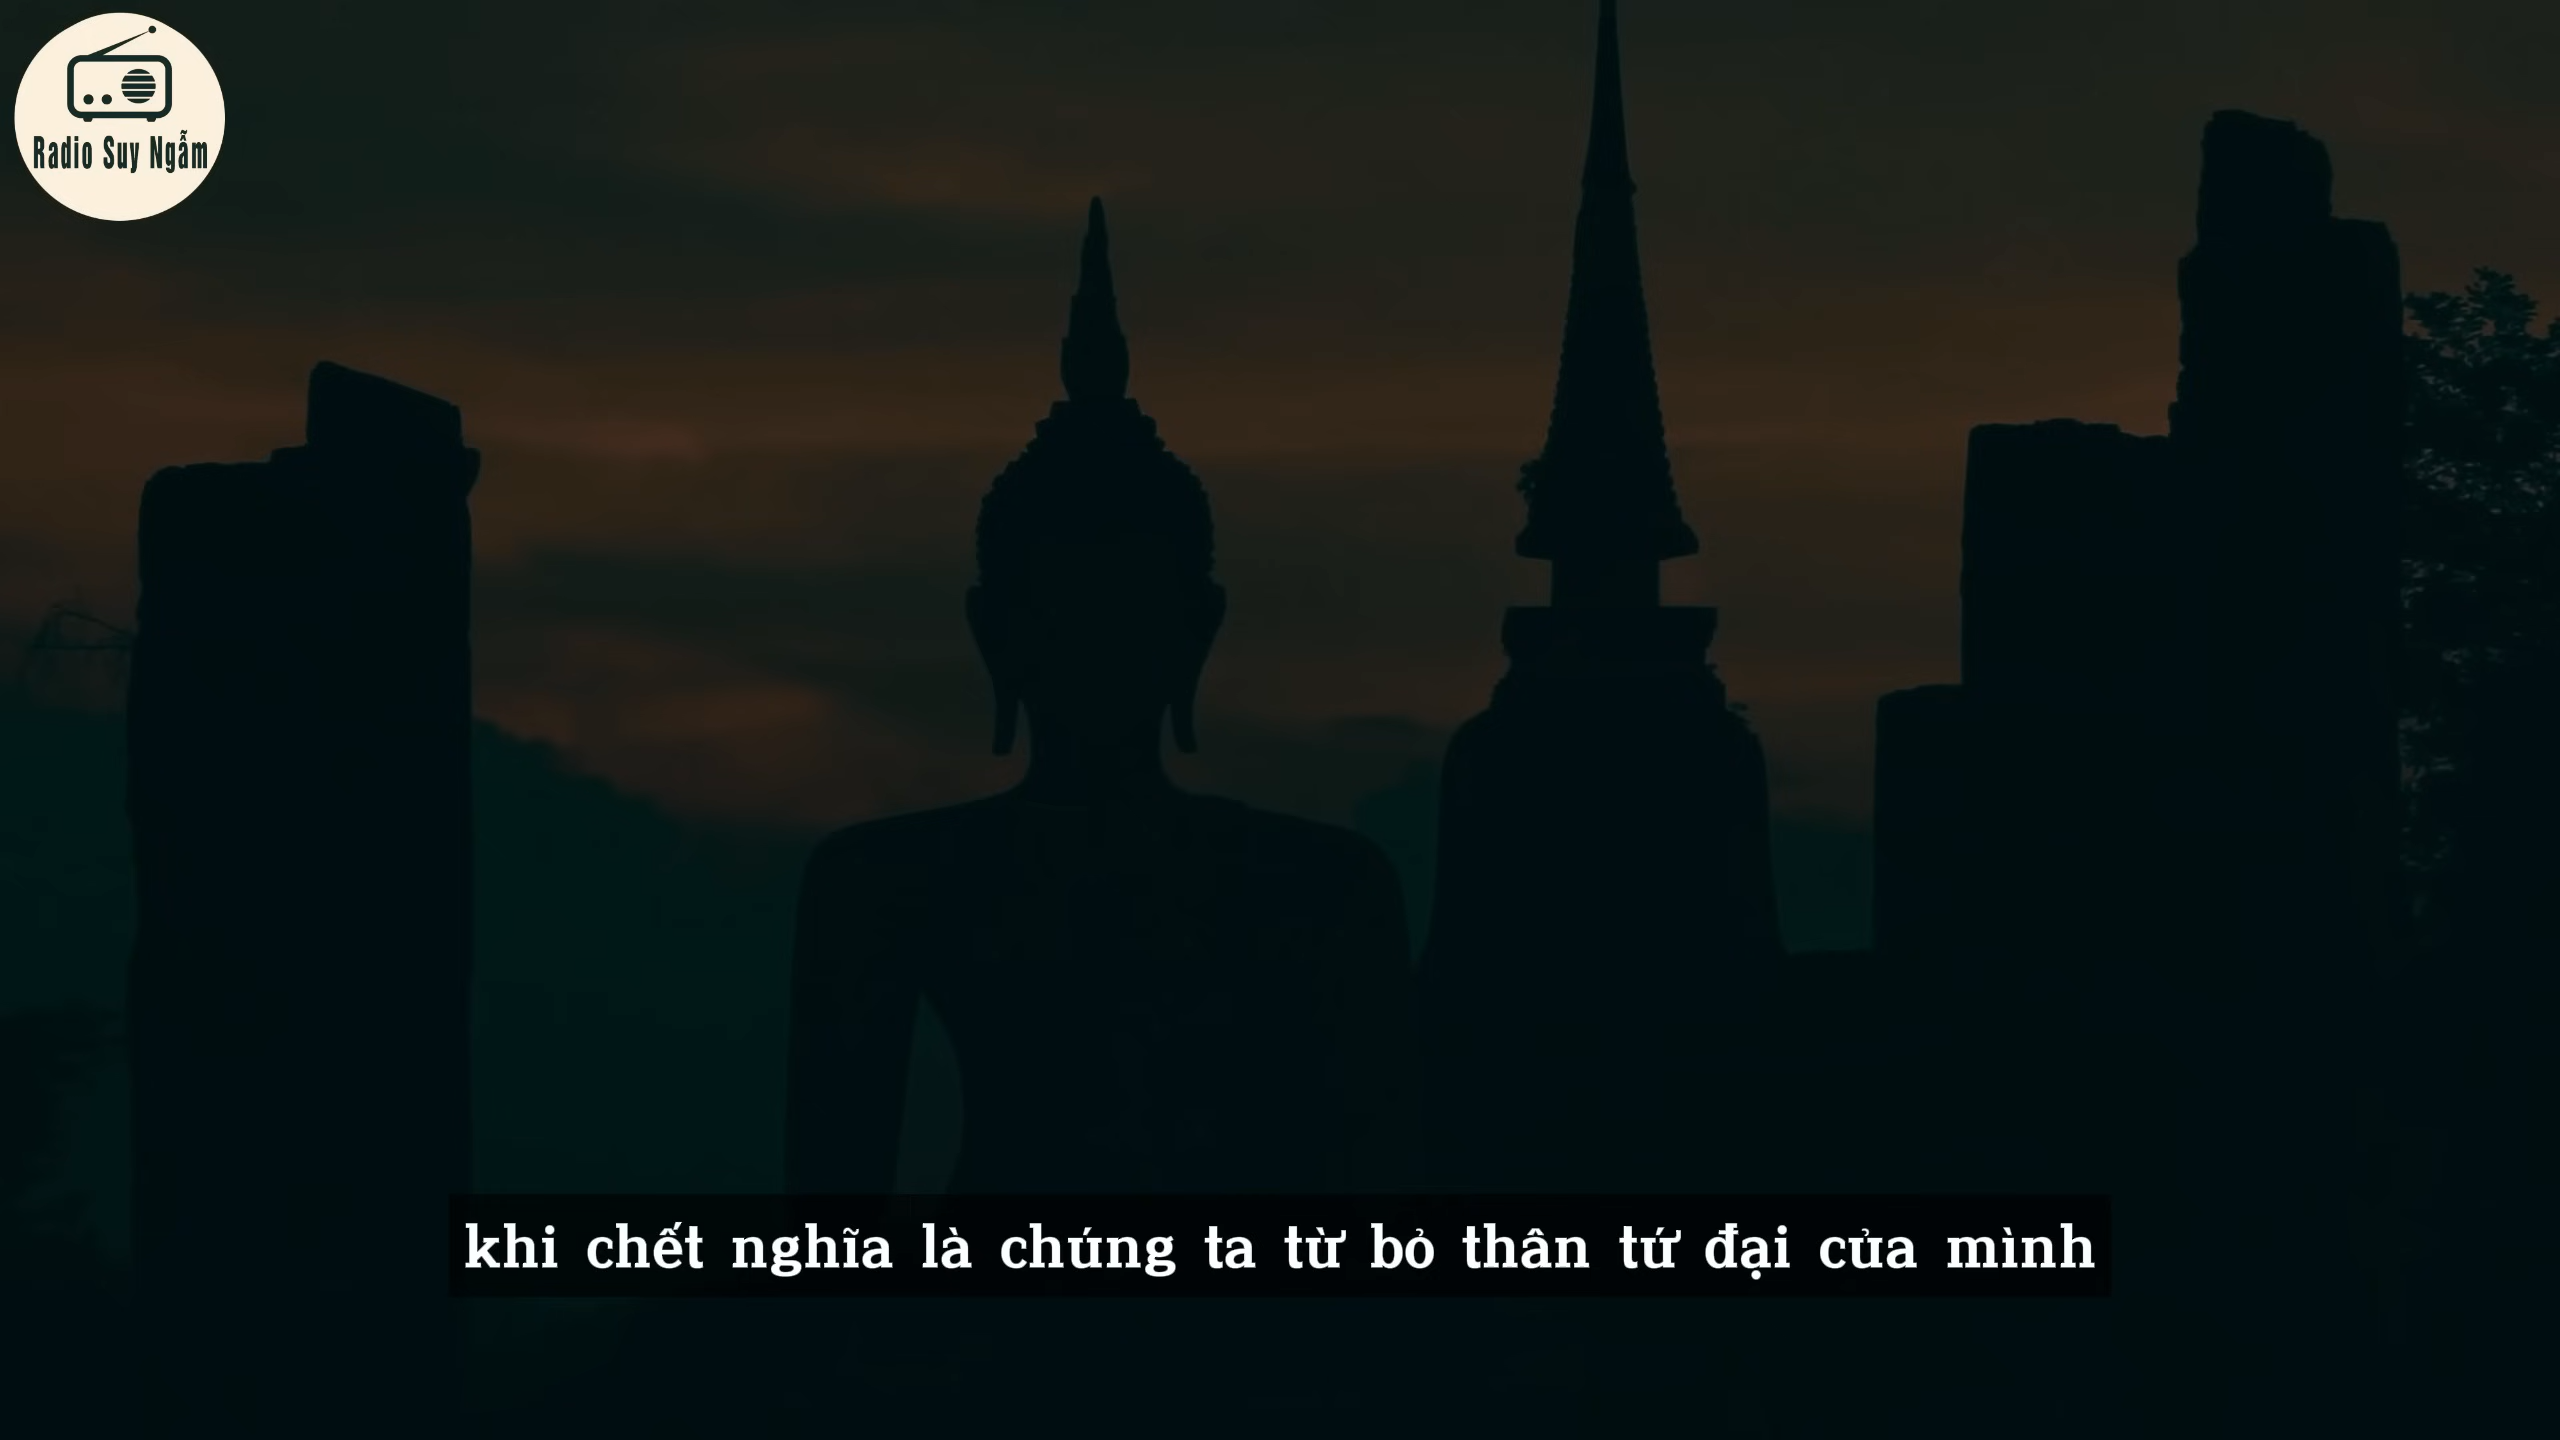 Radio Suy Ngẫm
khi chết nghĩa là chúng ta từ bỏ thân tứ đại của mình